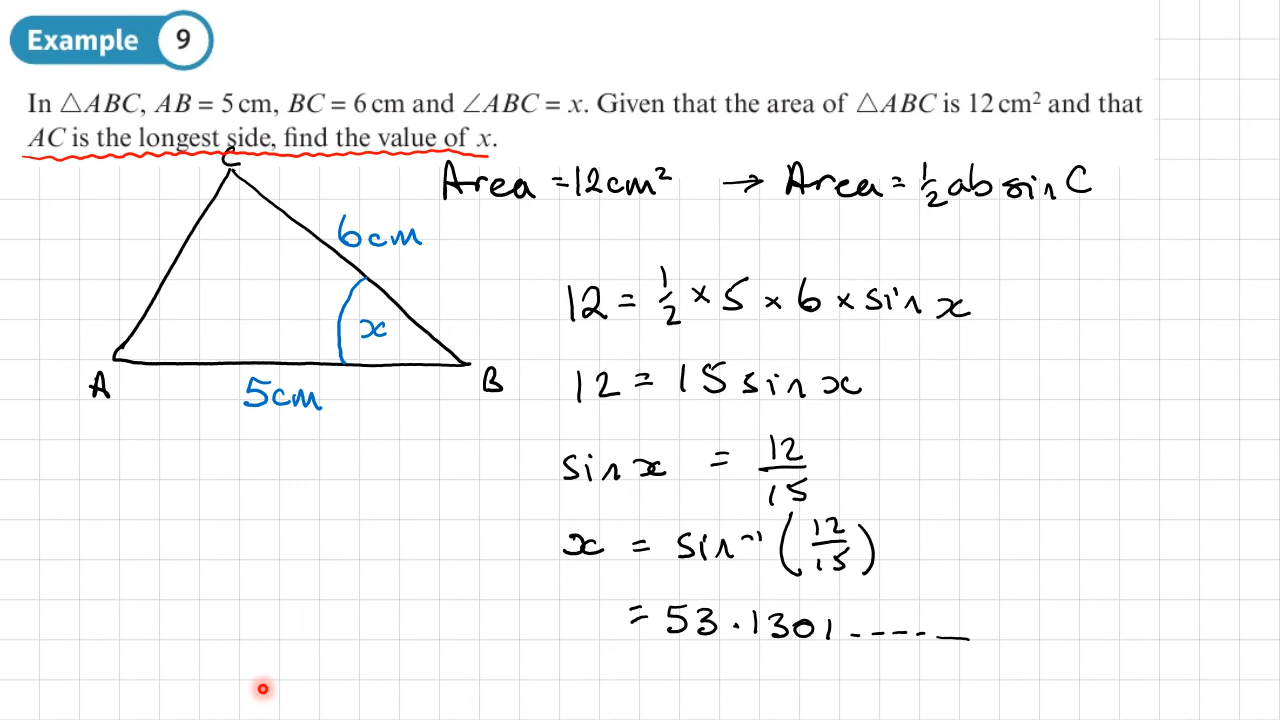 Example 9
In △ABC, AB = 5 cm, BC = 6 cm and ∠ABC = x. Given that the area of △ABC is 12 cm² and that
AC is the longest side, find the value of x.
C
Area = 12cm² → Area = ½ ab sin C
6cm
12 = ½ × 5 × 6 × sin x
x
A
B
5cm
12 = 15 sin x
sin x = 12/15
x = sin⁻¹ (12/15)
= 53.1301......